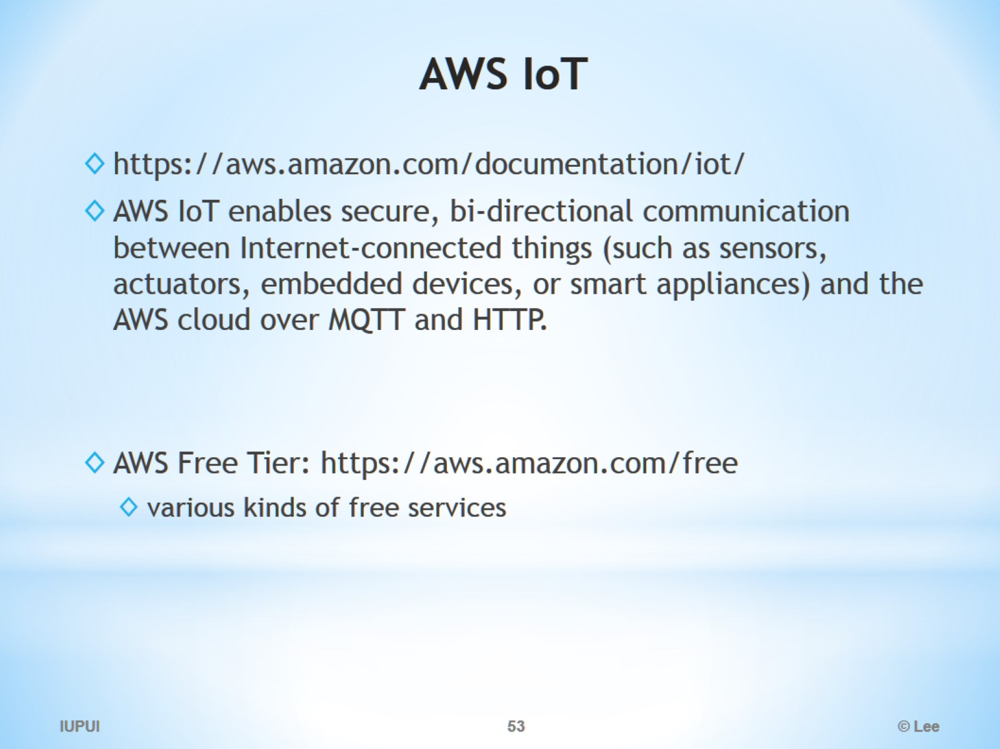 AWS IoT
◇ https://aws.amazon.com/documentation/iot/
◇ AWS IoT enables secure, bi-directional communication
between Internet-connected things (such as sensors,
actuators, embedded devices, or smart appliances) and the
AWS cloud over MQTT and HTTP.
◇ AWS Free Tier: https://aws.amazon.com/free
◇ various kinds of free services
IUPUI 53 © Lee